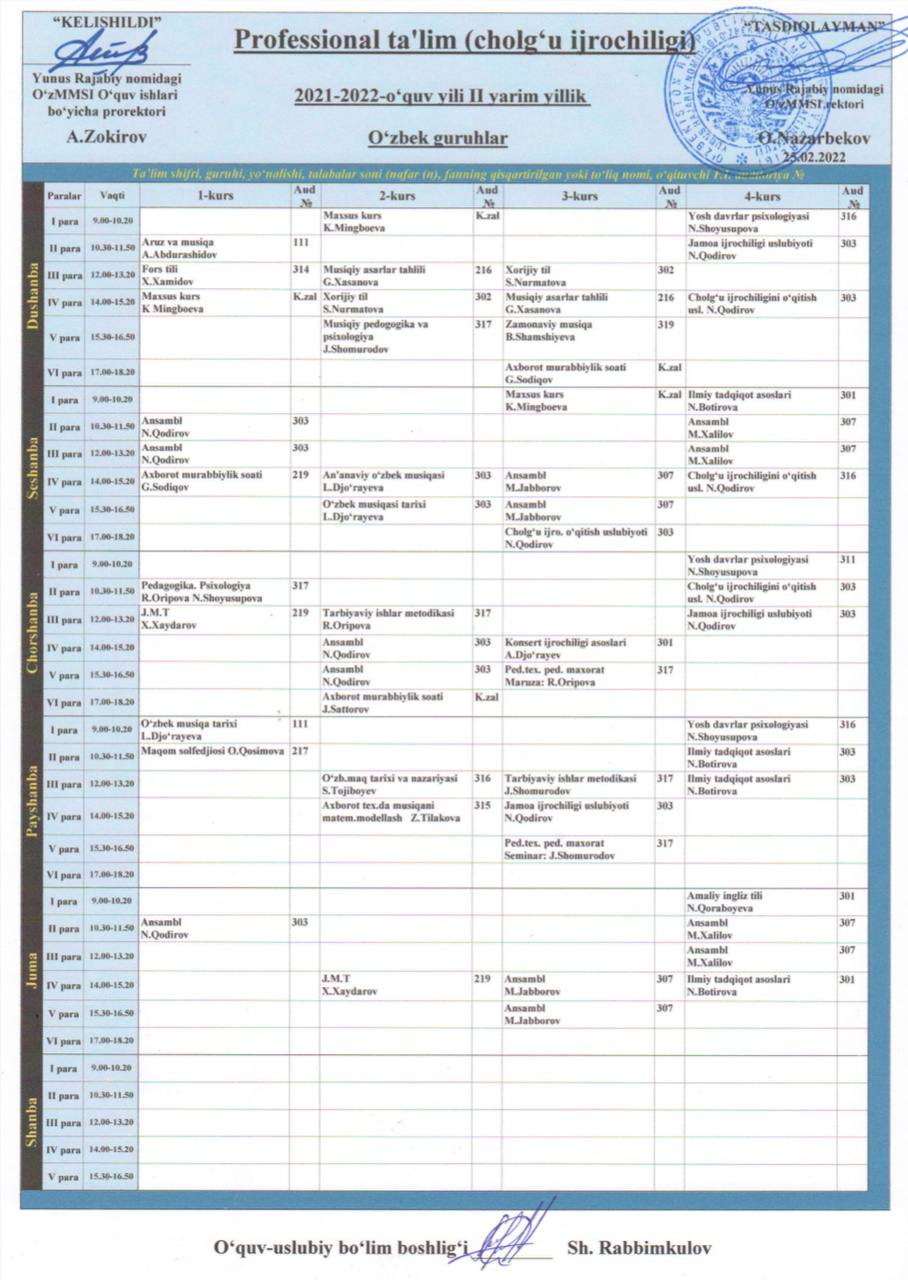 “KELISHILDI”
Yunus Rajabiy nomidagi
O‘zMMSI O‘quv ishlari
bo‘yicha prorektori
A.Zokirov
Professional ta'lim (cholg‘u ijrochiligi)
2021-2022-o‘quv yili II yarim yillik
O‘zbek guruhlar
“TASDIQLAYMAN”
Yunus Rajabiy nomidagi
O‘zMMSI rektori
O.Nazarbekov
25.02.2022
Ta'lim shifri, guruhi, yo‘nalishi, talabalar soni (nafar (n), fanning qisqartirilgan yoki to‘liq nomi, o‘qituvchi F.I. auditoriya №
Paralar Vaqti 1-kurs Aud № 2-kurs Aud № 3-kurs Aud № 4-kurs Aud №
Dushanba
I para 9.00-10.20 Maxsus kurs K.zal Yosh davrlar psixologiyasi 316
K.Mingboeva N.Shoyusupova
II para 10.30-11.50 Aruz va musiqa 111 Jamoa ijrochiligi uslubiyoti 303
A.Abdurashidov N.Qodirov
III para 12.00-13.20 Fors tili 314 Musiqiy asarlar tahlili 216 Xorijiy til 302
X.Xamidov G.Xasanova S.Nurmatova
IV para 14.00-15.20 Maxsus kurs K.zal Xorijiy til 302 Musiqiy asarlar tahlili 216 Cholg‘u ijrochiligini o‘qitish 303
K Mingboeva S.Nurmatova G.Xasanova usl. N.Qodirov
V para 15.30-16.50 Musiqiy pedogogika va 317 Zamonaviy musiqa 319
psixologiya B.Shamshiyeva
J.Shomurodov
VI para 17.00-18.20 Axborot murabbiylik soati K.zal
G.Sodiqov
Seshanba
I para 9.00-10.20 Maxsus kurs K.zal Ilmiy tadqiqot asoslari 301
K.Mingboeva N.Botirova
II para 10.30-11.50 Ansambl 303 Ansambl 307
N.Qodirov M.Xalilov
III para 12.00-13.20 Ansambl 303 Ansambl 307
N.Qodirov M.Xalilov
IV para 14.00-15.20 Axborot murabbiylik soati 219 An'anaviy o‘zbek musiqasi 303 Ansambl 307 Cholg‘u ijrochiligini o‘qitish 316
G.Sodiqov L.Djo‘rayeva M.Jabborov usl. N.Qodirov
V para 15.30-16.50 O‘zbek musiqasi tarixi 303 Ansambl 307
L.Djo‘rayeva M.Jabborov
VI para 17.00-18.20 Cholg‘u ijro. o‘qitish uslubiyoti 303
N.Qodirov
Chorshanba
I para 9.00-10.20 Yosh davrlar psixologiyasi 311
N.Shoyusupova
II para 10.30-11.50 Pedagogika. Psixologiya 317 Cholg‘u ijrochiligini o‘qitish 303
R.Oripova N.Shoyusupova usl. N.Qodirov
III para 12.00-13.20 J.M.T 219 Tarbiyaviy ishlar metodikasi 317 Jamoa ijrochiligi uslubiyoti 303
X.Xaydarov R.Oripova N.Qodirov
IV para 14.00-15.20 Ansambl 303 Konsert ijrochiligi asoslari 301
N.Qodirov A.Djo‘rayev
V para 15.30-16.50 Ansambl 303 Ped.tex. ped. maxorat 317
N.Qodirov Maruza: R.Oripova
VI para 17.00-18.20 Axborot murabbiylik soati K.zal
J.Sattorov
Payshanba
I para 9.00-10.20 O‘zbek musiqa tarixi 111 Yosh davrlar psixologiyasi 316
L.Djo‘rayeva N.Shoyusupova
II para 10.30-11.50 Maqom solfedjiosi O.Qosimova 217 Ilmiy tadqiqot asoslari 303
N.Botirova
III para 12.00-13.20 O‘zb.maq tarixi va nazariyasi 316 Tarbiyaviy ishlar metodikasi 317 Ilmiy tadqiqot asoslari 303
S.Tojiboyev J.Shomurodov N.Botirova
IV para 14.00-15.20 Axborot tex.da musiqani 315 Jamoa ijrochiligi uslubiyoti 303
matem.modellash Z.Tilakova N.Qodirov
V para 15.30-16.50 Ped.tex. ped. maxorat 317
Seminar: J.Shomurodov
VI para 17.00-18.20
Juma
I para 9.00-10.20 Amaliy ingliz tili 301
N.Qoraboyeva
II para 10.30-11.50 Ansambl 303 Ansambl 307
N.Qodirov M.Xalilov
III para 12.00-13.20 Ansambl 307
M.Xalilov
IV para 14.00-15.20 J.M.T 219 Ansambl 307 Ilmiy tadqiqot asoslari 301
X.Xaydarov M.Jabborov N.Botirova
V para 15.30-16.50 Ansambl 307
M.Jabborov
VI para 17.00-18.20
Shanba
I para 9.00-10.20
II para 10.30-11.50
III para 12.00-13.20
IV para 14.00-15.20
V para 15.30-16.50
O‘quv-uslubiy bo‘lim boshlig‘i Sh. Rabbimkulov